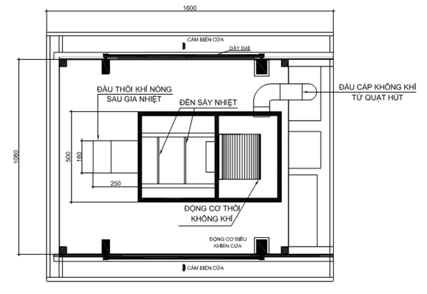 1600
CẢM BIẾN CỬA
DÂY ĐAI
ĐẦU THỔI KHÍ NÓNG
SAU GIA NHIỆT
ĐÈN SẤY NHIỆT
ĐẦU CẤP KHÔNG KHÍ
TỪ QUẠT HÚT
1080
500
180
250
ĐỘNG CƠ THỔI
KHÔNG KHÍ
ĐỘNG CƠ ĐIỀU
KHIỂN CỬA
CẢM BIẾN CỬA